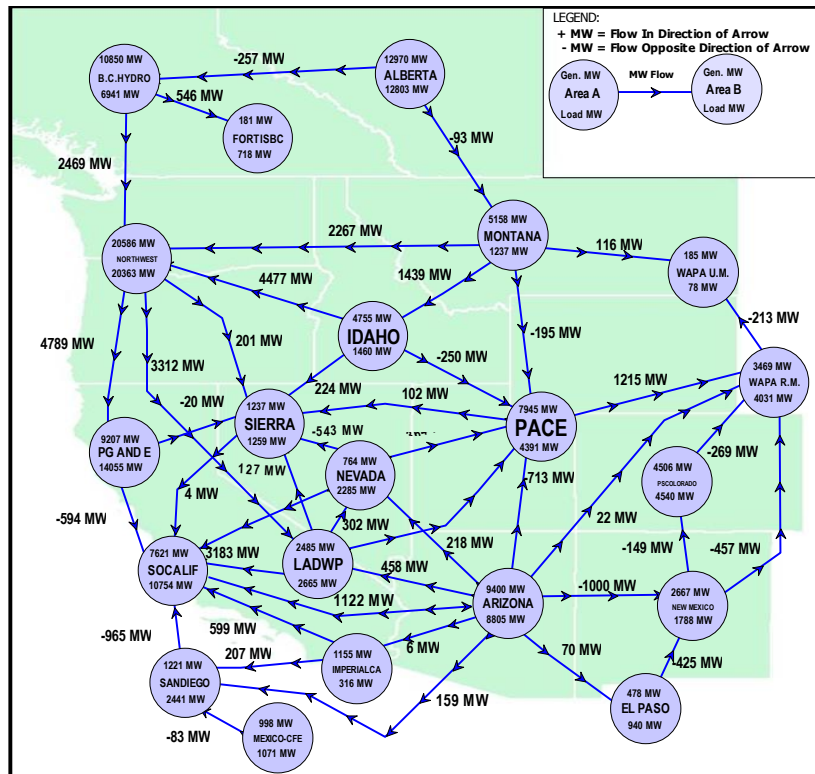 LEGEND:
+ MW = Flow In Direction of Arrow
- MW = Flow Opposite Direction of Arrow
Gen. MW
Area A
Load MW
MW Flow
Gen. MW
Area B
Load MW
10850 MW
B.C.HYDRO
6941 MW
-257 MW
12970 MW
ALBERTA
12803 MW
546 MW
181 MW
FORTISBC
718 MW
-93 MW
2469 MW
5158 MW
MONTANA
1237 MW
2267 MW
116 MW
185 MW
WAPA U.M.
78 MW
20586 MW
NORTHWEST
20363 MW
4477 MW
1439 MW
4755 MW
IDAHO
1460 MW
-195 MW
-213 MW
4789 MW
3312 MW
201 MW
-250 MW
3469 MW
WAPA R.M.
4031 MW
-20 MW
224 MW
102 MW
1215 MW
1237 MW
SIERRA
1259 MW
7945 MW
PACE
4391 MW
9207 MW
PG AND E
14055 MW
-543 MW
127 MW
764 MW
NEVADA
2285 MW
-713 MW
-269 MW
4506 MW
PSCOLORADO
4540 MW
4 MW
302 MW
22 MW
-594 MW
218 MW
7621 MW
SOCALIF
10754 MW
3183 MW
2485 MW
LADWP
2665 MW
458 MW
-149 MW
-457 MW
1122 MW
9400 MW
ARIZONA
8805 MW
-1000 MW
2667 MW
NEW MEXICO
1788 MW
-965 MW
599 MW
207 MW
1155 MW
IMPERIALCA
316 MW
6 MW
70 MW
-425 MW
1221 MW
SANDIEGO
2441 MW
159 MW
478 MW
EL PASO
940 MW
-83 MW
998 MW
MEXICO-CFE
1071 MW